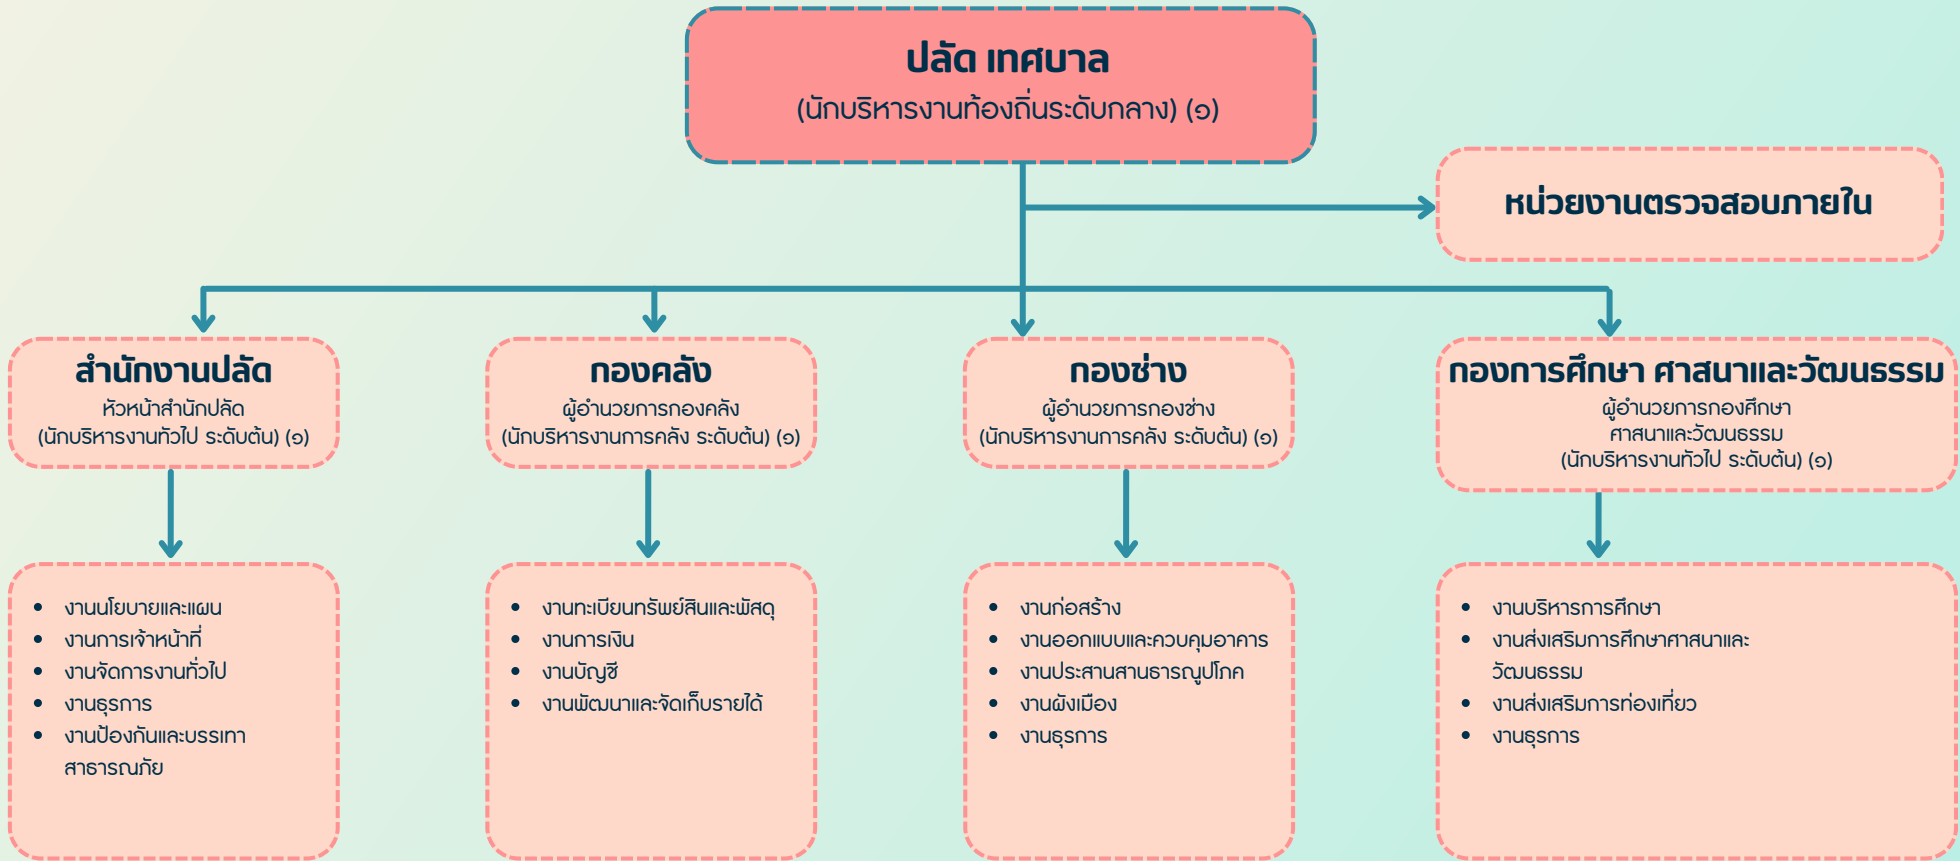 ปลัด เทศบาล
(นักบริหารงานท้องถิ่นระดับกลาง) (๑)
หน่วยงานตรวจสอบภายใน
สำนักงานปลัด
หัวหน้าสำนักปลัด
(นักบริหารงานทั่วไป ระดับต้น) (๑)
กองคลัง
ผู้อำนวยการกองคลัง
(นักบริหารงานการคลัง ระดับต้น) (๑)
กองช่าง
ผู้อำนวยการกองช่าง
(นักบริหารงานการคลัง ระดับต้น) (๑)
กองการศึกษา ศาสนาและวัฒนธรรม
ผู้อำนวยการกองศึกษา
ศาสนาและวัฒนธรรม
(นักบริหารงานทั่วไป ระดับต้น) (๑)
• งานนโยบายและแผน
• งานการเจ้าหน้าที่
• งานจัดการงานทั่วไป
• งานธุรการ
• งานป้องกันและบรรเทา
สาธารณภัย
• งานทะเบียนทรัพย์สินและพัสดุ
• งานการเงิน
• งานบัญชี
• งานพัฒนาและจัดเก็บรายได้
• งานก่อสร้าง
• งานออกแบบและควบคุมอาคาร
• งานประสานสานธารณูปโภค
• งานผังเมือง
• งานธุรการ
• งานบริหารการศึกษา
• งานส่งเสริมการศึกษาศาสนาและ
วัฒนธรรม
• งานส่งเสริมการท่องเที่ยว
• งานธุรการ